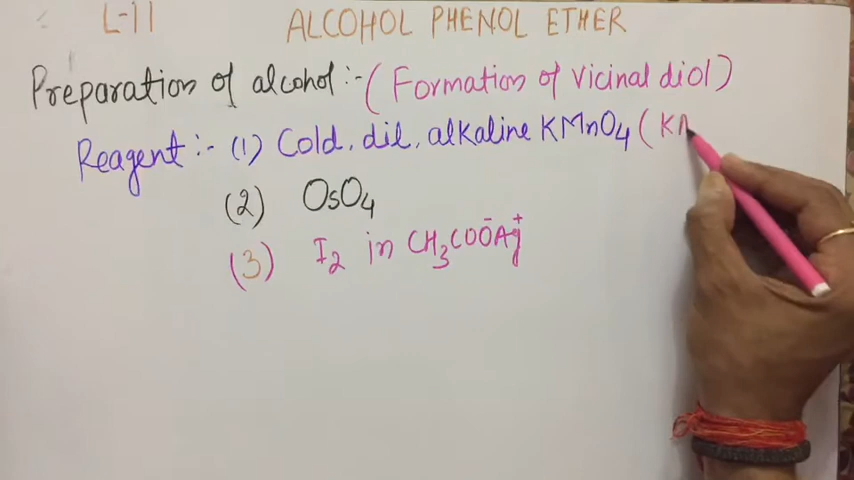 L-11 ALCOHOL PHENOL ETHER
Preparation of alcohol:- (Formation of vicinal diol)
Reagent:- (1) Cold, dil, alkaline KMnO4 (K
(2) OsO4
(3) I2 in CH3COO⁻Ag⁺